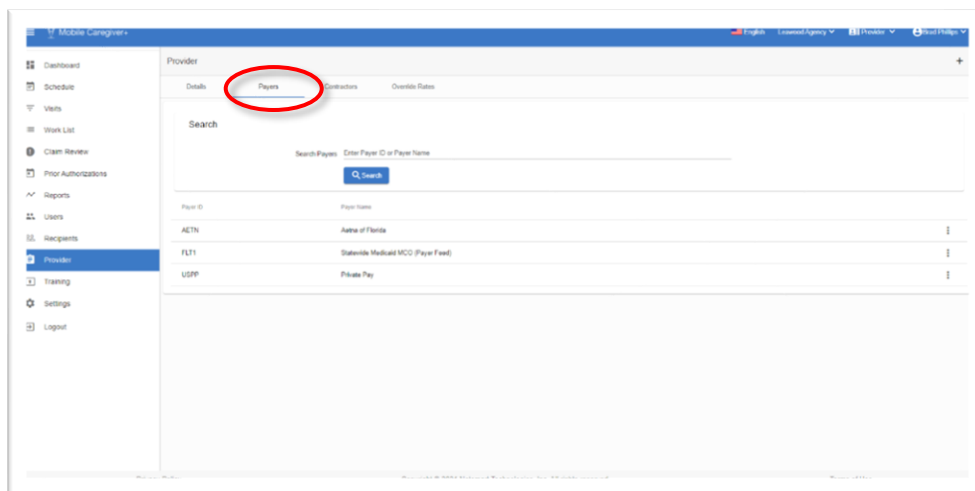 Mobile Caregiver+
English Leawood Agency Provider Brad Phillips
Dashboard
Schedule
Visits
Work List
Claim Review
Prior Authorizations
Reports
Users
Recipients
Provider
Training
Settings
Logout
Provider +
Details Payers Contractors Override Rates
Search
Search Payers Enter Payer ID or Payer Name
Search
Payer ID Payer Name
AETN Aetna of Florida
FLT1 Statewide Medicaid MCO (Payer Feed)
USPP Private Pay